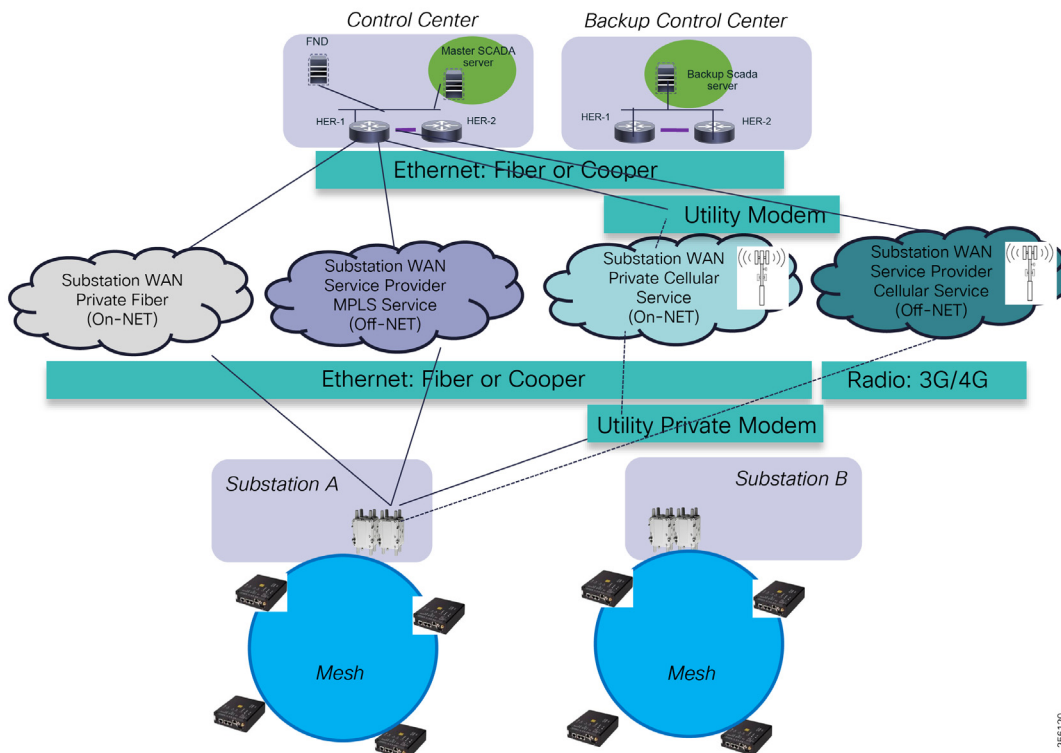 Control Center
Backup Control Center
FND
Master SCADA
server
Backup Scada
server
HER-1
HER-2
HER-1
HER-2
Ethernet: Fiber or Cooper
Utility Modem
Substation WAN
Private Fiber
(On-NET)
Substation WAN
Service Provider
MPLS Service
(Off-NET)
Substation WAN
Private Cellular
Service
(On-NET)
Substation WAN
Service Provider
Cellular Service
(Off-NET)
Ethernet: Fiber or Cooper
Radio: 3G/4G
Utility Private Modem
Substation A
Substation B
Mesh
Mesh